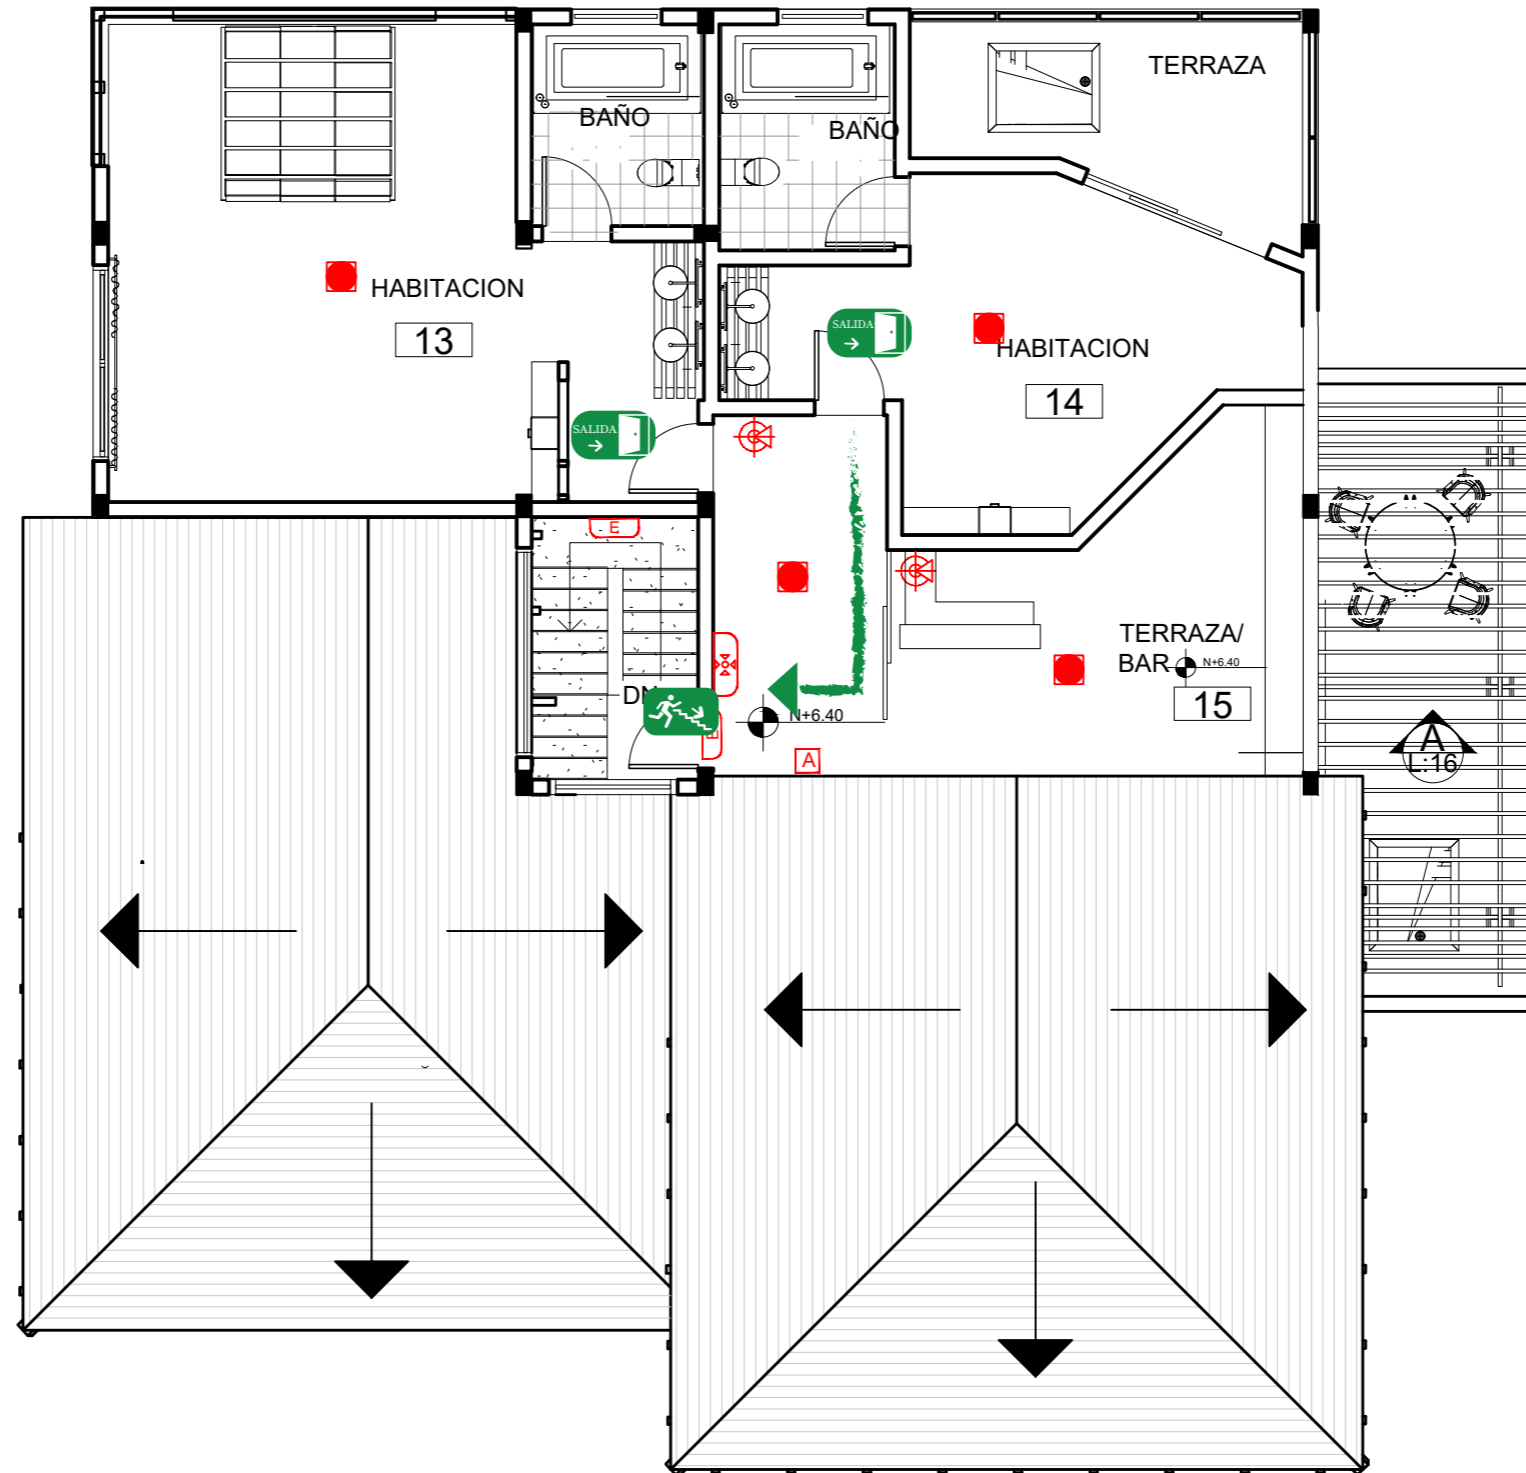 TERRAZA
BAÑO
BAÑO
HABITACION
13
SALIDA
HABITACION
14
SALIDA
E
TERRAZA/
BAR
N+6.40
15
DN
E
N+6.40
A
A
L:16